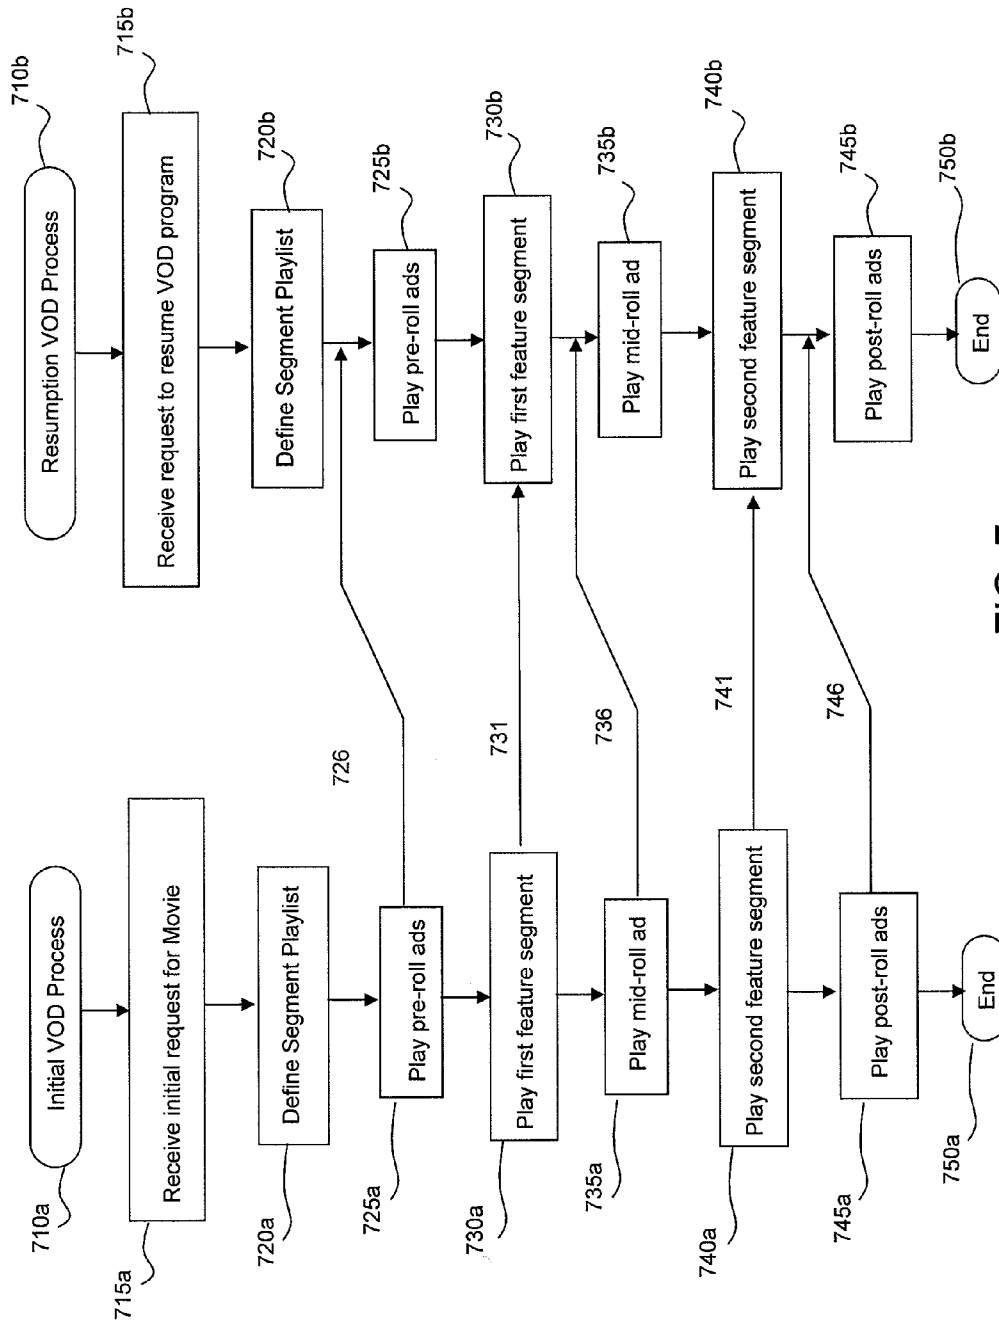 710a
Initial VOD Process
Resumption VOD Process
710b
715a
Receive initial request for Movie
Receive request to resume VOD program
715b
720a
Define Segment Playlist
Define Segment Playlist
720b
726
725a
Play pre-roll ads
Play pre-roll ads
725b
730a
Play first feature segment
731
Play first feature segment
730b
735a
Play mid-roll ad
736
Play mid-roll ad
735b
740a
Play second feature segment
741
Play second feature segment
740b
745a
Play post-roll ads
746
Play post-roll ads
745b
750a
End
End
750b